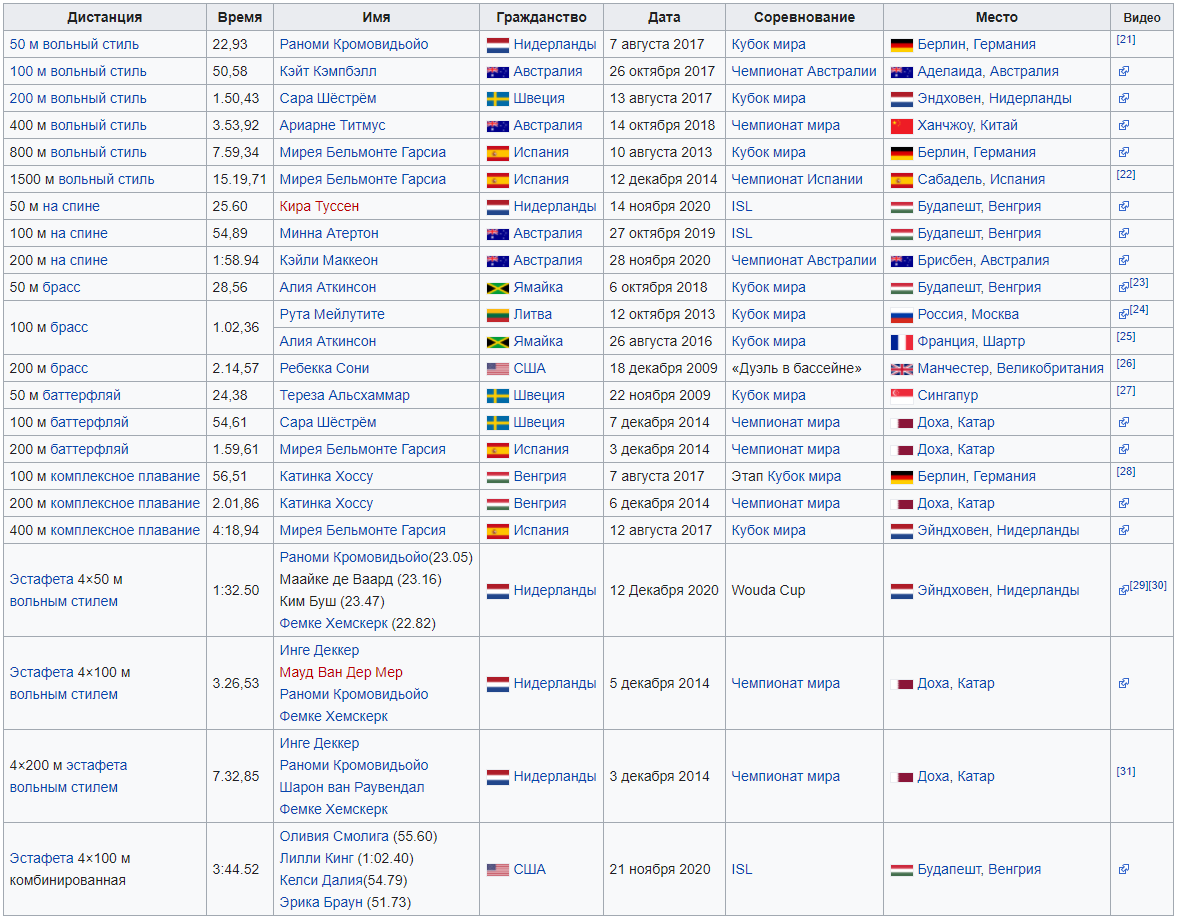 Дистанция Время Имя Гражданство Дата Соревнование Место Видео
50 м вольный стиль 22,93 Раноми Кромовидьойо Нидерланды 7 августа 2017 Кубок мира Берлин, Германия [21]
100 м вольный стиль 50,58 Кэйт Кэмпбэлл Австралия 26 октября 2017 Чемпионат Австралии Аделаида, Австралия
200 м вольный стиль 1.50,43 Сара Шёстрём Швеция 13 августа 2017 Кубок мира Эндховен, Нидерланды
400 м вольный стиль 3.53,92 Ариарне Титмус Австралия 14 октября 2018 Чемпионат мира Ханчжоу, Китай
800 м вольный стиль 7.59,34 Мирея Бельмонте Гарсиа Испания 10 августа 2013 Кубок мира Берлин, Германия
1500 м вольный стиль 15.19,71 Мирея Бельмонте Гарсиа Испания 12 декабря 2014 Чемпионат Испании Сабадель, Испания [22]
50 м на спине 25.60 Кира Туссен Нидерланды 14 ноября 2020 ISL Будапешт, Венгрия
100 м на спине 54,89 Минна Атертон Австралия 27 октября 2019 ISL Будапешт, Венгрия
200 м на спине 1:58.94 Кэйли Маккеон Австралия 28 ноября 2020 Чемпионат Австралии Брисбен, Австралия
50 м брасс 28,56 Алия Аткинсон Ямайка 6 октября 2018 Кубок мира Будапешт, Венгрия [23]
100 м брасс 1.02,36 Рута Мейлутите Литва 12 октября 2013 Кубок мира Россия, Москва [24]
Алия Аткинсон Ямайка 26 августа 2016 Кубок мира Франция, Шартр [25]
200 м брасс 2.14,57 Ребекка Сони США 18 декабря 2009 «Дуэль в бассейне» Манчестер, Великобритания [26]
50 м баттерфляй 24,38 Тереза Альсхаммар Швеция 22 ноября 2009 Кубок мира Сингапур [27]
100 м баттерфляй 54,61 Сара Шёстрём Швеция 7 декабря 2014 Чемпионат мира Доха, Катар
200 м баттерфляй 1.59,61 Мирея Бельмонте Гарсия Испания 3 декабря 2014 Чемпионат мира Доха, Катар
100 м комплексное плавание 56,51 Катинка Хоссу Венгрия 7 августа 2017 Этап Кубок мира Берлин, Германия [28]
200 м комплексное плавание 2.01,86 Катинка Хоссу Венгрия 6 декабря 2014 Чемпионат мира Доха, Катар
400 м комплексное плавание 4:18,94 Мирея Бельмонте Гарсия Испания 12 августа 2017 Кубок мира Эйндховен, Нидерланды
Эстафета 4×50 м
вольным стилем
1:32.50
Раноми Кромовидьойо(23.05)
Маайке де Ваард (23.16)
Ким Буш (23.47)
Фемке Хемскерк (22.82)
Нидерланды 12 Декабря 2020 Wouda Cup Эйндховен, Нидерланды [29][30]
Эстафета 4×100 м
вольным стилем
3.26,53
Инге Деккер
Мауд Ван Дер Мер
Раноми Кромовидьойо
Фемке Хемскерк
Нидерланды 5 декабря 2014 Чемпионат мира Доха, Катар
4×200 м эстафета
вольным стилем
7.32,85
Инге Деккер
Раноми Кромовидьойо
Шарон ван Раувендал
Фемке Хемскерк
Нидерланды 3 декабря 2014 Чемпионат мира Доха, Катар [31]
Эстафета 4×100 м
комбинированная
3:44.52
Оливия Смолига (55.60)
Лилли Кинг (1:02.40)
Келси Далия(54.79)
Эрика Браун (51.73)
США 21 ноября 2020 ISL Будапешт, Венгрия